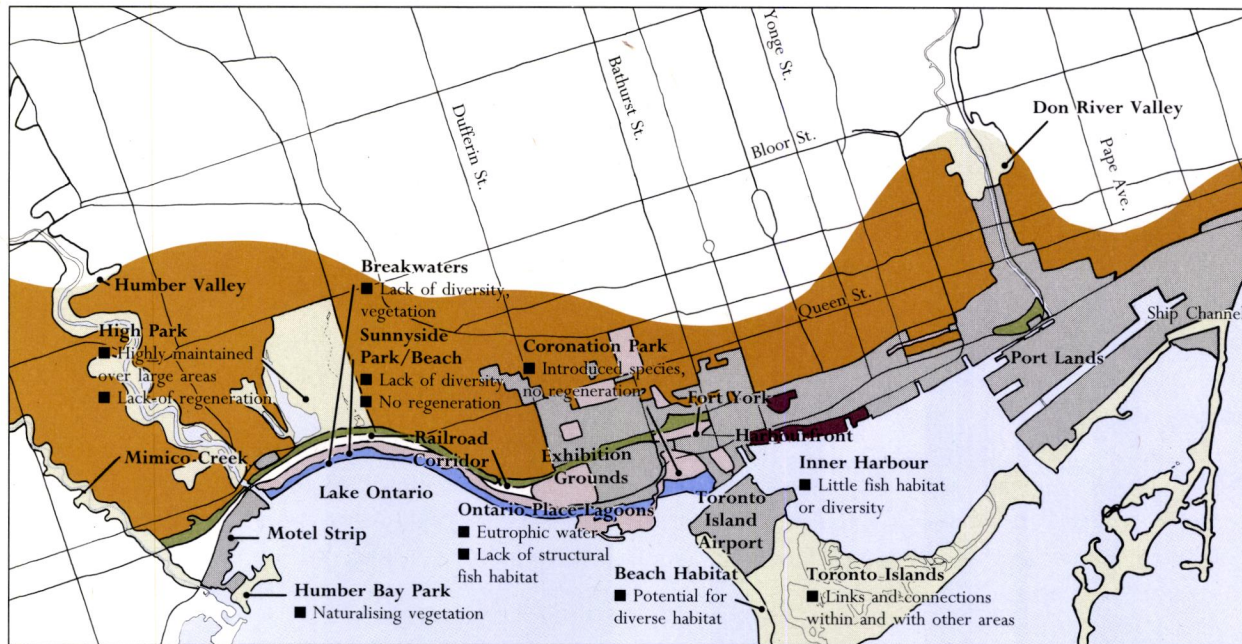 Yonge St.
Bathurst St.
Dufferin St.
Bloor St.
Don River Valley
Pape Ave.
Queen St.
Humber Valley
Breakwaters
■ Lack of diversity,
vegetation
High Park
■ Highly maintained
over large areas
■ Lack of regeneration
Sunnyside
Park/Beach
■ Lack of diversity
■ No regeneration
Coronation Park
■ Introduced species,
no regeneration
Ship Channel
Port Lands
Fort York
Harbourfront
Railroad
Corridor
Exhibition
Grounds
Mimico Creek
Lake Ontario
Inner Harbour
■ Little fish habitat
or diversity
Ontario Place Lagoons
■ Eutrophic water
■ Lack of structural
fish habitat
Toronto
Island
Airport
Motel Strip
Humber Bay Park
■ Naturalising vegetation
Beach Habitat
■ Potential for
diverse habitat
Toronto Islands
■ Links and connections
within and with other areas